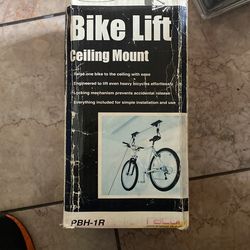 Bike Lift
Ceiling Mount
one bike to the ceiling with ease
Engineered to lift even heavy bicycles effortlessly
Locking mechanism prevents accidental release
Everything included for simple installation and use
PBH-1R